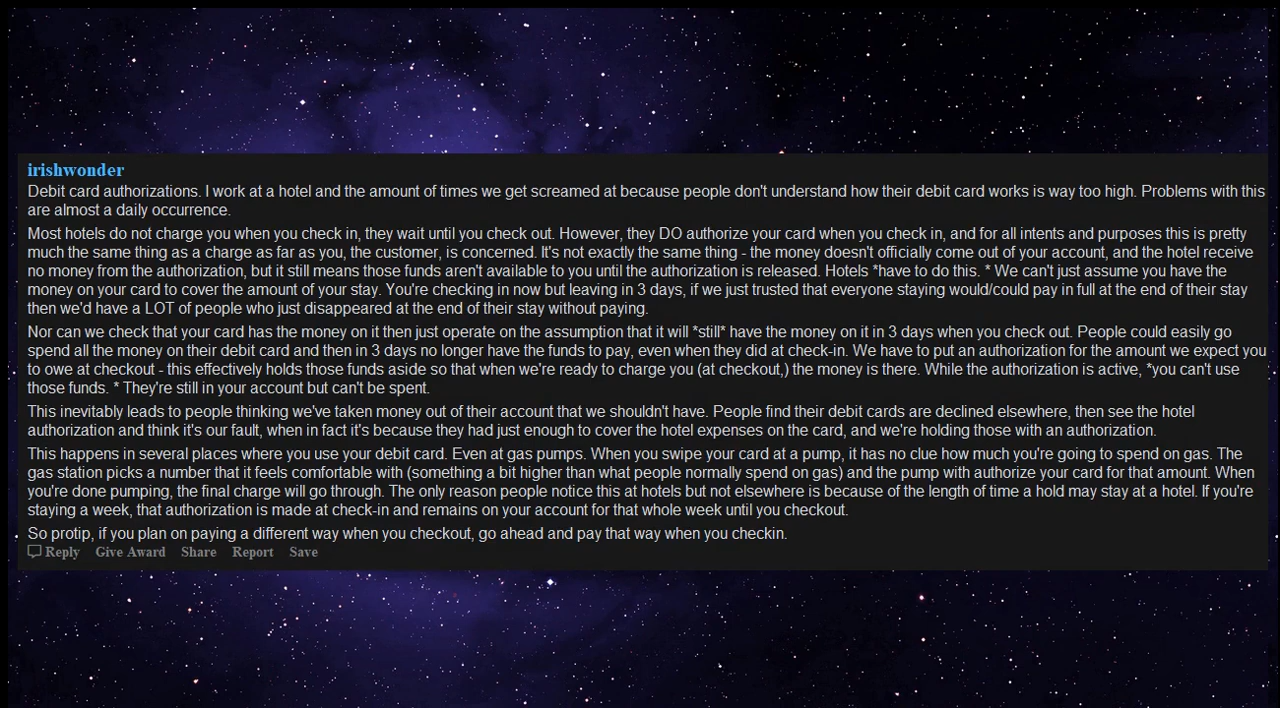 irishwonder
Debit card authorizations. I work at a hotel and the amount of times we get screamed at because people don't understand how their debit card works is way too high. Problems with this
are almost a daily occurrence.
Most hotels do not charge you when you check in, they wait until you check out. However, they DO authorize your card when you check in, and for all intents and purposes this is pretty
much the same thing as a charge as far as you, the customer, is concerned. It's not exactly the same thing - the money doesn't officially come out of your account, and the hotel receive
no money from the authorization, but it still means those funds aren't available to you until the authorization is released. Hotels *have to do this. * We can't just assume you have the
money on your card to cover the amount of your stay. You're checking in now but leaving in 3 days, if we just trusted that everyone staying would/could pay in full at the end of their stay
then we'd have a LOT of people who just disappeared at the end of their stay without paying.
Nor can we check that your card has the money on it then just operate on the assumption that it will *still* have the money on it in 3 days when you check out. People could easily go
spend all the money on their debit card and then in 3 days no longer have the funds to pay, even when they did at check-in. We have to put an authorization for the amount we expect you
to owe at checkout - this effectively holds those funds aside so that when we're ready to charge you (at checkout,) the money is there. While the authorization is active, *you can't use
those funds. * They're still in your account but can't be spent.
This inevitably leads to people thinking we've taken money out of their account that we shouldn't have. People find their debit cards are declined elsewhere, then see the hotel
authorization and think it's our fault, when in fact it's because they had just enough to cover the hotel expenses on the card, and we're holding those with an authorization.
This happens in several places where you use your debit card. Even at gas pumps. When you swipe your card at a pump, it has no clue how much you're going to spend on gas. The
gas station picks a number that it feels comfortable with (something a bit higher than what people normally spend on gas) and the pump with authorize your card for that amount. When
you're done pumping, the final charge will go through. The only reason people notice this at hotels but not elsewhere is because of the length of time a hold may stay at a hotel. If you're
staying a week, that authorization is made at check-in and remains on your account for that whole week until you checkout.
So protip, if you plan on paying a different way when you checkout, go ahead and pay that way when you checkin.
Reply Give Award Share Report Save